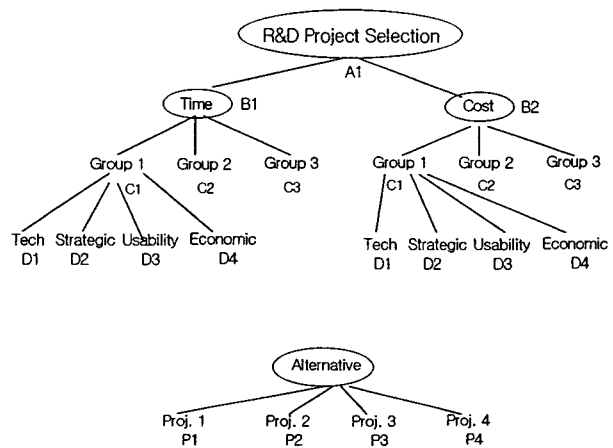 R&D Project Selection
A1
Time B1
Cost B2
Group 1 Group 2 Group 3
C1 C2 C3
Group 1 Group 2 Group 3
C1 C2 C3
Tech Strategic Usability Economic
D1 D2 D3 D4
Tech Strategic Usability Economic
D1 D2 D3 D4
Alternative
Proj. 1 Proj. 2 Proj. 3 Proj. 4
P1 P2 P3 P4